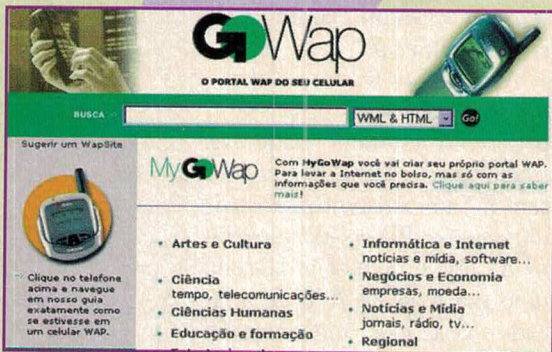 GoWap
O PORTAL WAP DO SEU CELULAR
BUSCA
WML & HTML
Go!
Sugerir um WapSite
MyGoWap
Com MyGoWap você vai criar seu próprio portal WAP.
Para levar a Internet no bolso, mas só com as
informações que você precisa. Clique aqui para saber
mais!
Clique no telefone
acima e navegue
em nosso guia
exatamente como
se estivesse em
um celular WAP.
• Artes e Cultura
• Ciência
tempo, telecomunicações...
• Ciências Humanas
• Educação e formação
• Informática e Internet
notícias e mídia, software...
• Negócios e Economia
empresas, moeda...
• Notícias e Mídia
jornais, rádio, tv...
• Regional